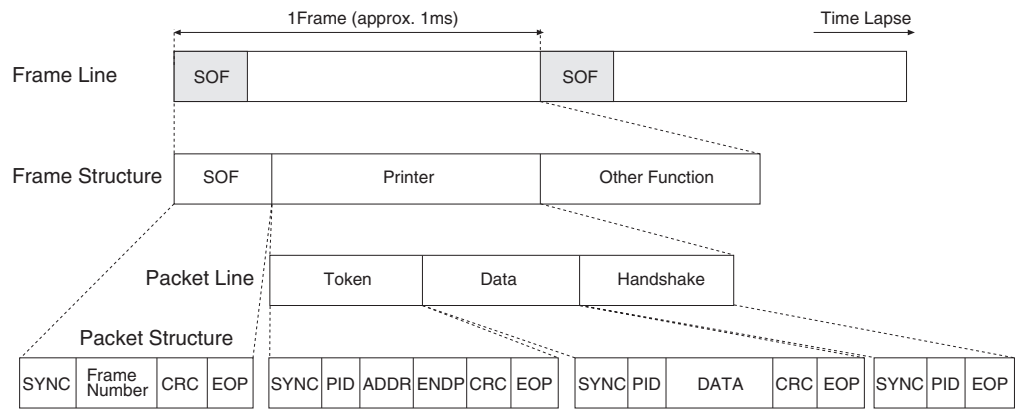 1Frame (approx. 1ms)
Time Lapse
Frame Line
SOF
SOF
Frame Structure
SOF
Printer
Other Function
Packet Line
Token
Data
Handshake
Packet Structure
SYNC
Frame
Number
CRC
EOP
SYNC
PID
ADDR
ENDP
CRC
EOP
SYNC
PID
DATA
CRC
EOP
SYNC
PID
EOP